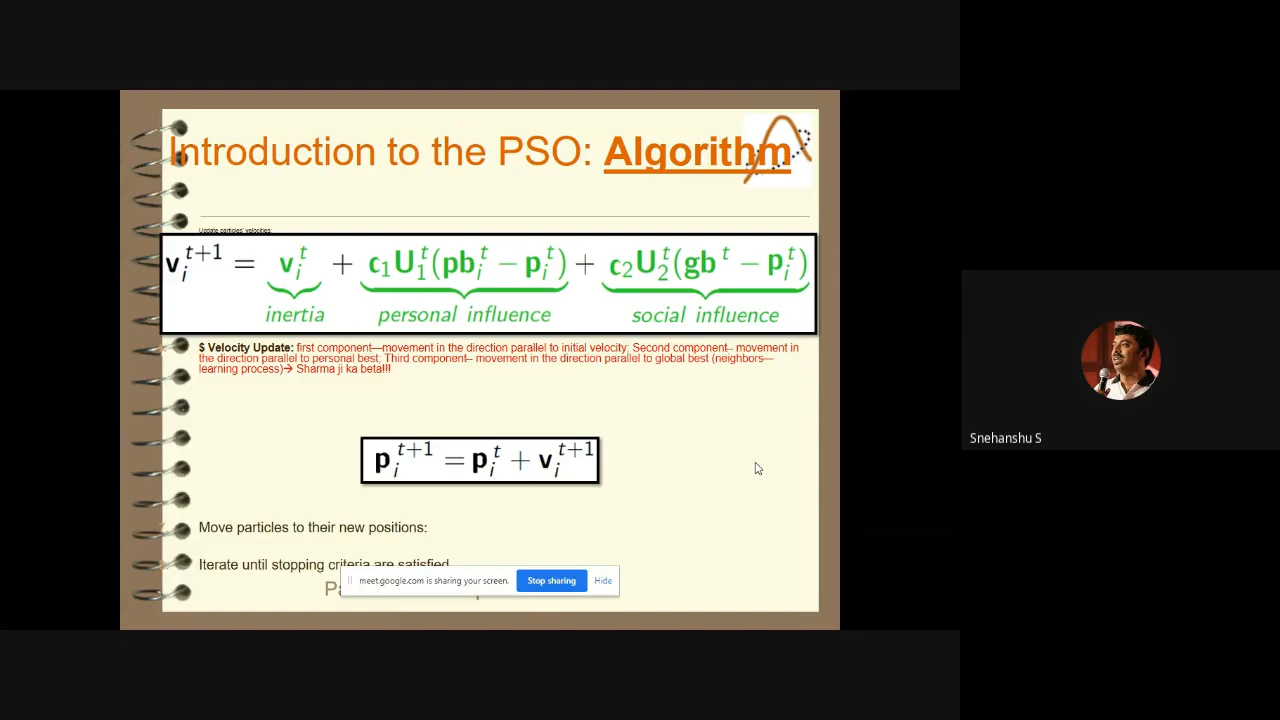 Introduction to the PSO: Algorithm
Update particles' velocities:
v_i^{t+1} = v_i^t + c_1U_1^t(pb_i^t − p_i^t) + c_2U_2^t(gb^t − p_i^t)
inertia personal influence social influence
$ Velocity Update: first component—movement in the direction parallel to initial velocity; Second component– movement in
the direction parallel to personal best; Third component– movement in the direction parallel to global best (neighbors—
learning process)→ Sharma ji ka beta!!!
p_i^{t+1} = p_i^t + v_i^{t+1}
Snehanshu S
Move particles to their new positions:
Iterate until stopping criteria are satisfied
meet.google.com is sharing your screen. Stop sharing Hide